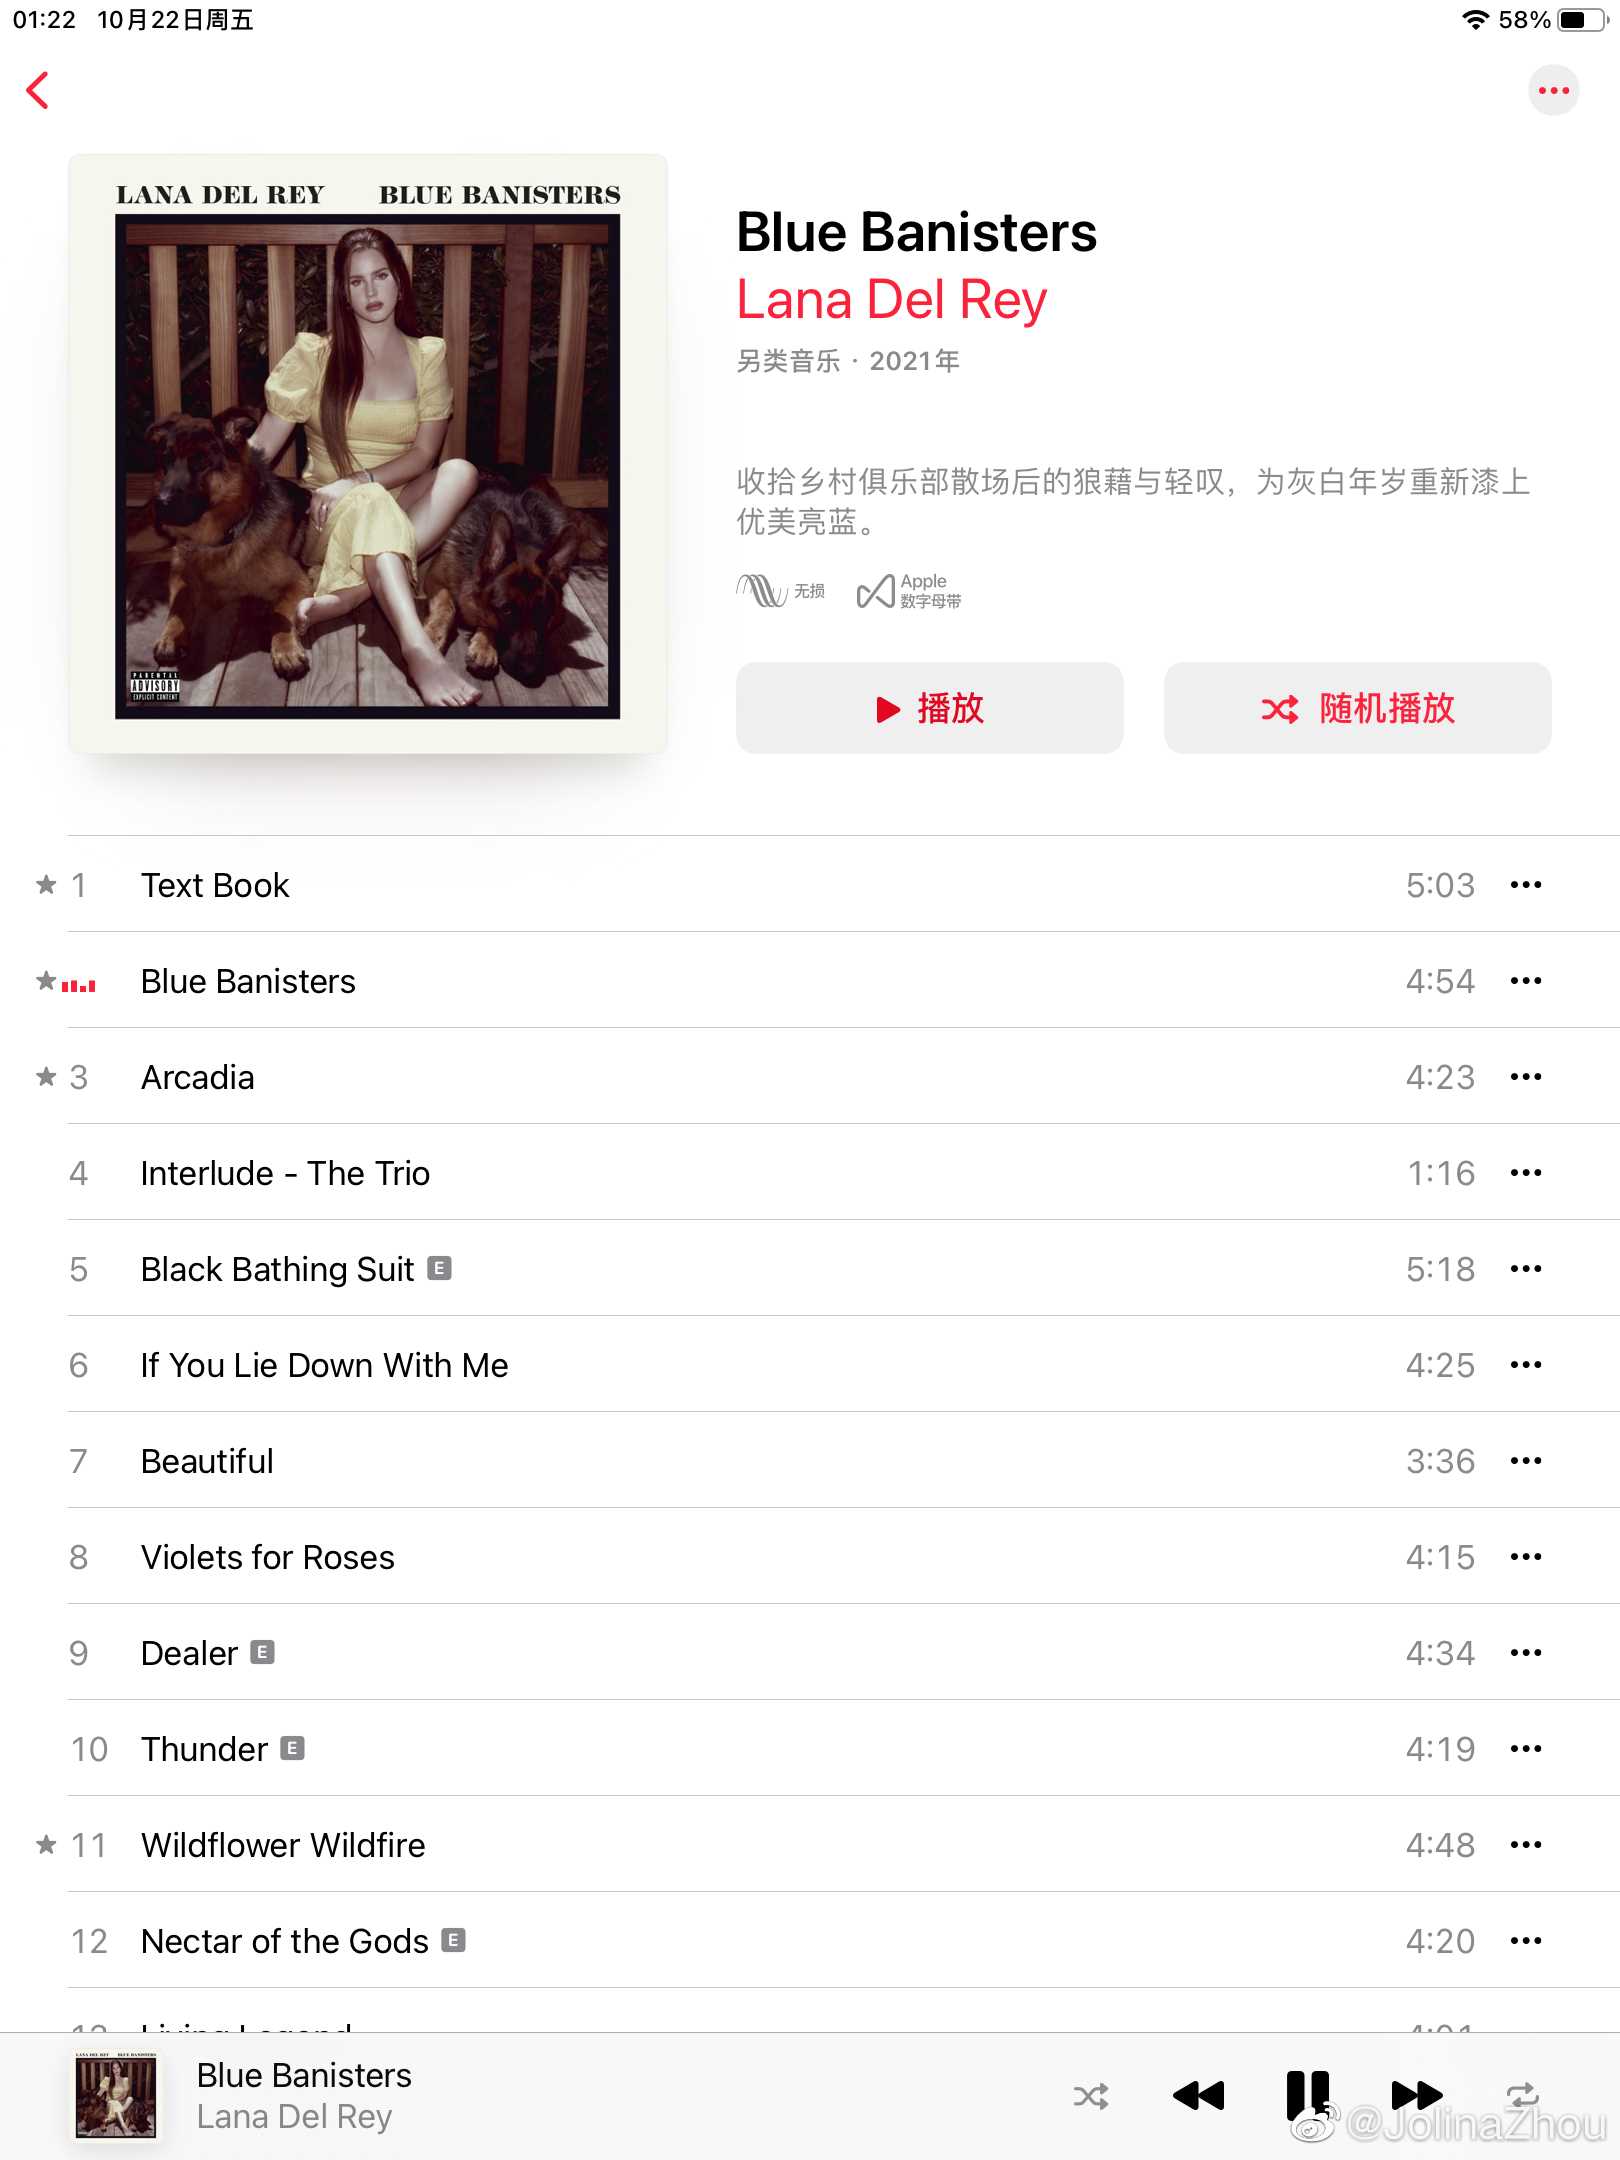 01:22 10月22日周五 58%
LANA DEL REY BLUE BANISTERS
PARENTAL
ADVISORY
EXPLICIT CONTENT
Blue Banisters
Lana Del Rey
另类音乐 · 2021年
收拾乡村俱乐部散场后的狼藉与轻叹，为灰白年岁重新漆上
优美亮蓝。
无损 Apple
数字母带
播放 随机播放
1 Text Book 5:03
Blue Banisters 4:54
3 Arcadia 4:23
4 Interlude - The Trio 1:16
5 Black Bathing Suit E 5:18
6 If You Lie Down With Me 4:25
7 Beautiful 3:36
8 Violets for Roses 4:15
9 Dealer E 4:34
10 Thunder E 4:19
11 Wildflower Wildfire 4:48
12 Nectar of the Gods E 4:20
13 Living Legend 4:01
LANA DEL REY BLUE BANISTERS
Blue Banisters
Lana Del Rey
@JolinaZhou